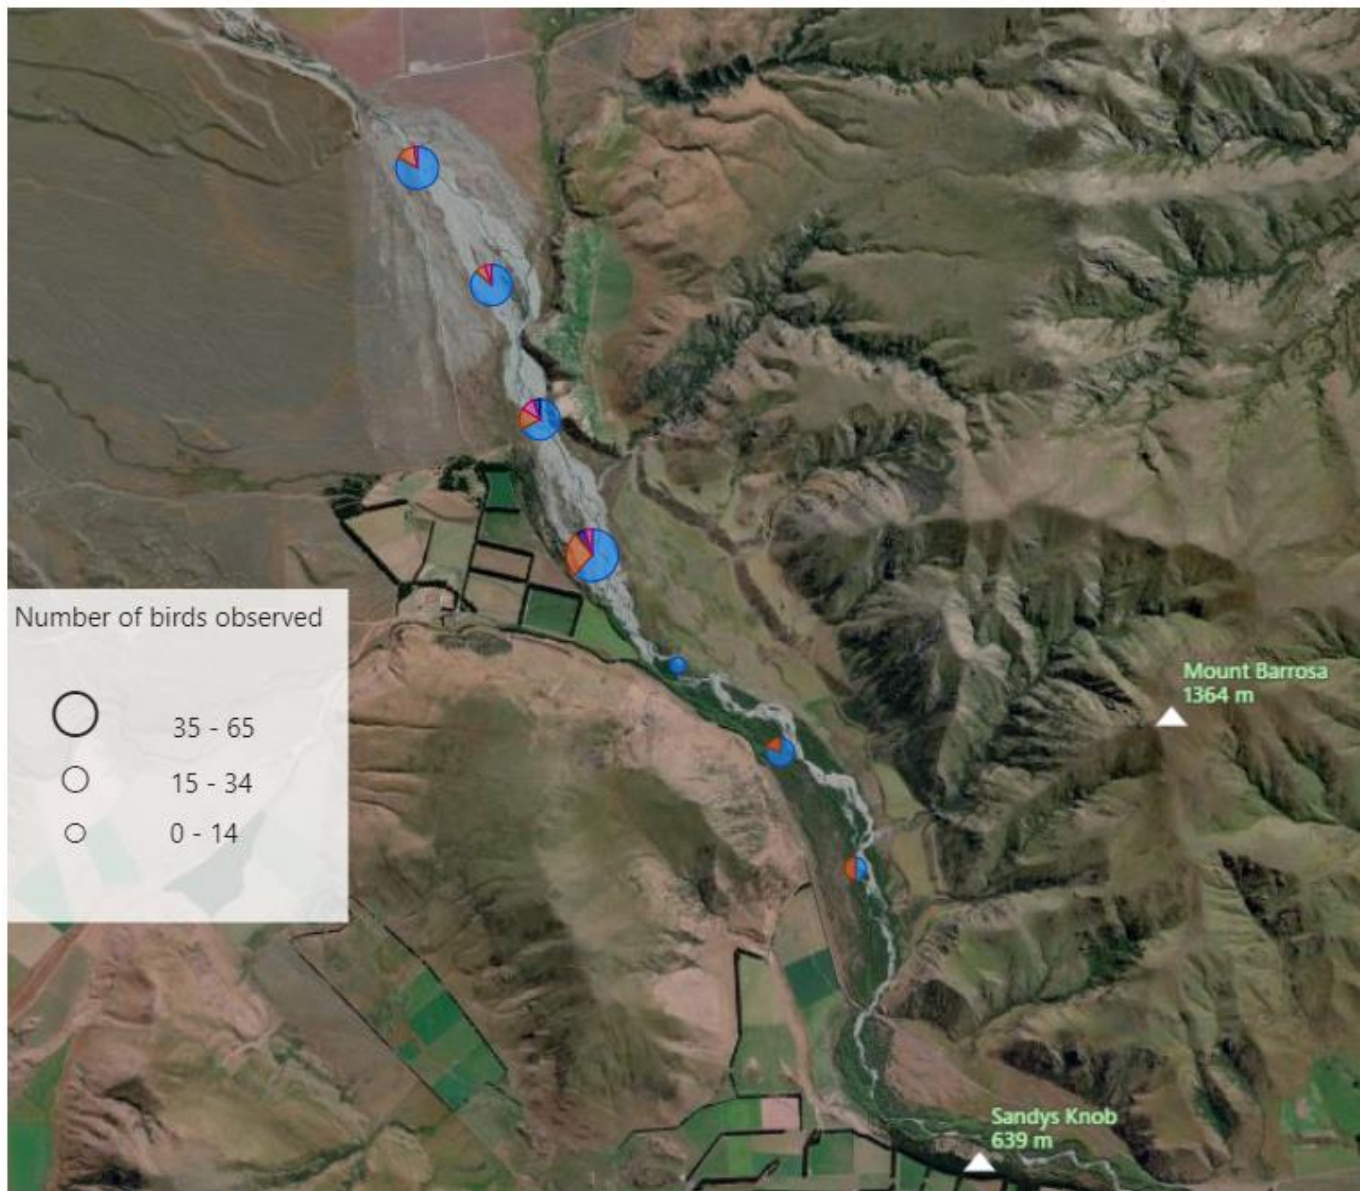 Number of birds observed
35 - 65
15 - 34
0 - 14
Mount Barrosa
1364 m
Sandys Knob
639 m